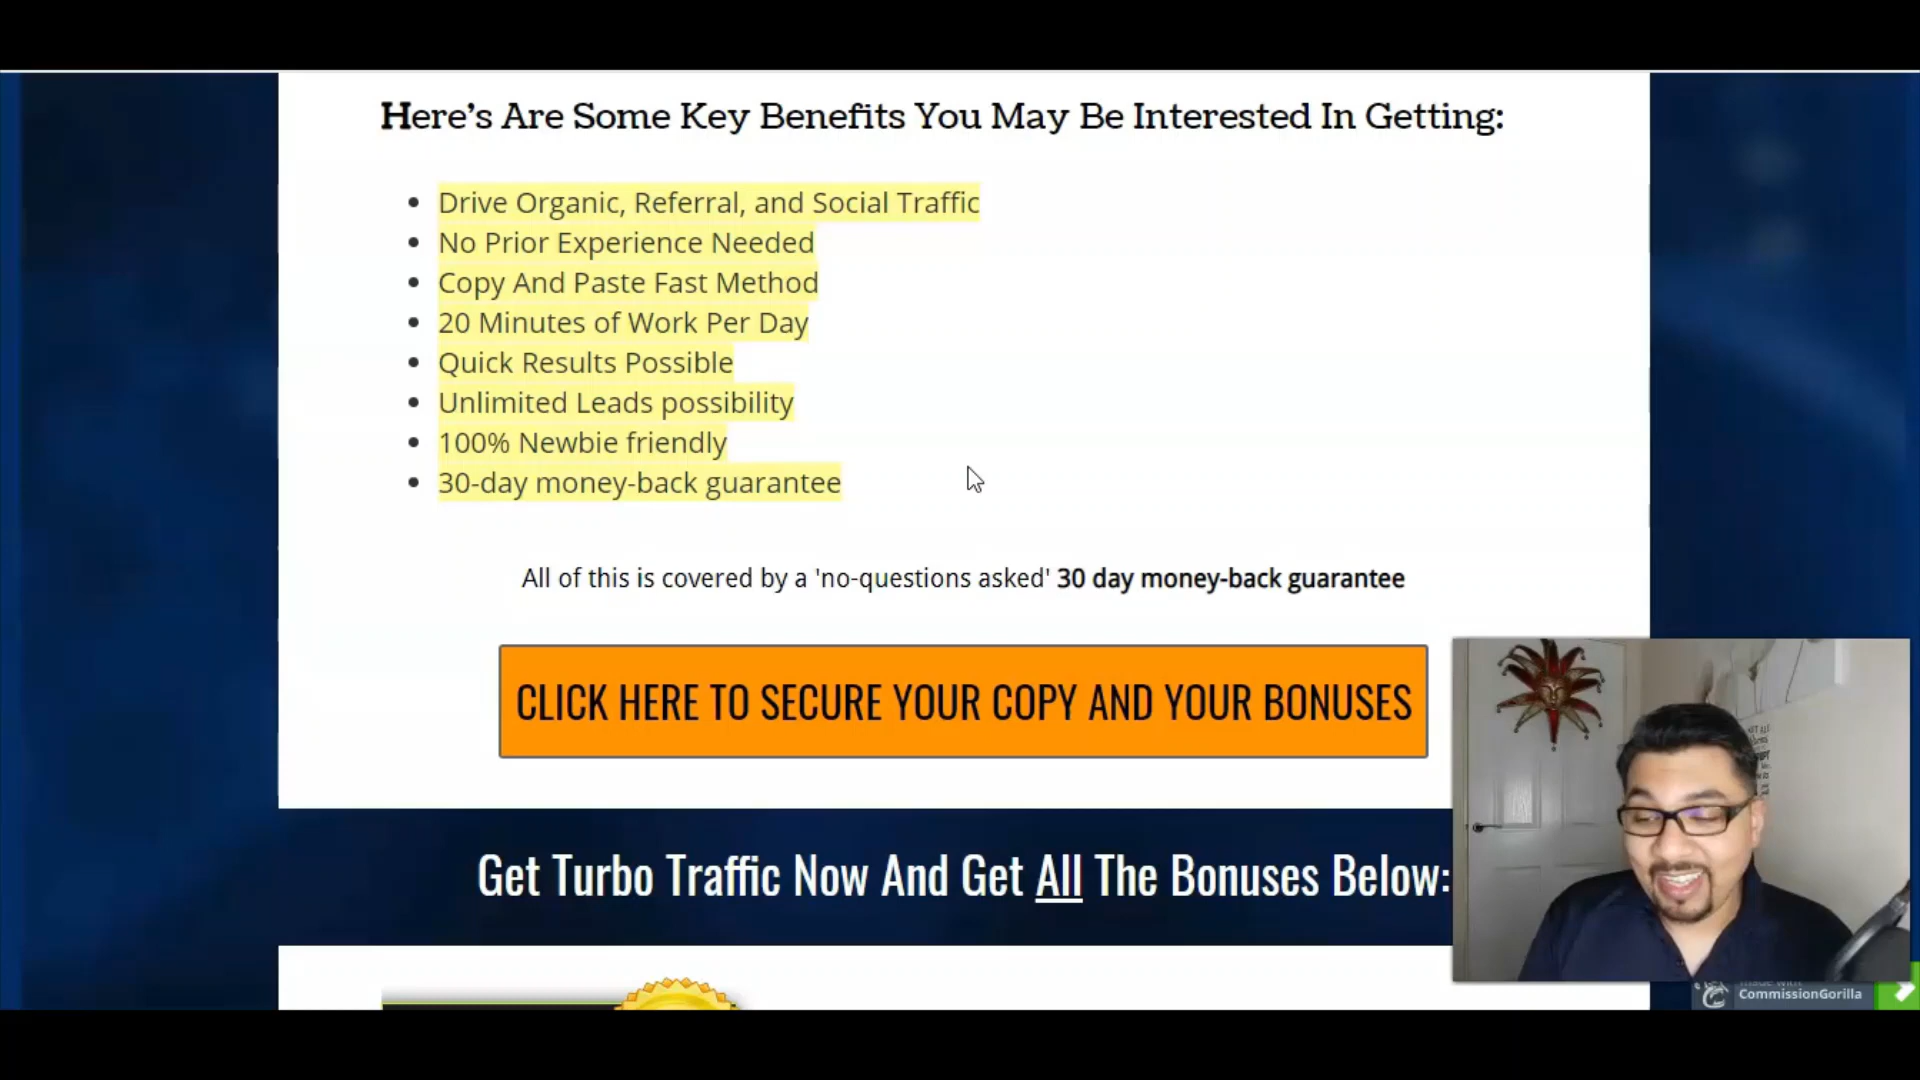 Here's Are Some Key Benefits You May Be Interested In Getting:
Drive Organic, Referral, and Social Traffic
No Prior Experience Needed
Copy And Paste Fast Method
20 Minutes of Work Per Day
Quick Results Possible
Unlimited Leads possibility
100% Newbie friendly
30-day money-back guarantee
All of this is covered by a 'no-questions asked' 30 day money-back guarantee
CLICK HERE TO SECURE YOUR COPY AND YOUR BONUSES
Get Turbo Traffic Now And Get All The Bonuses Below:
CommissionGorilla